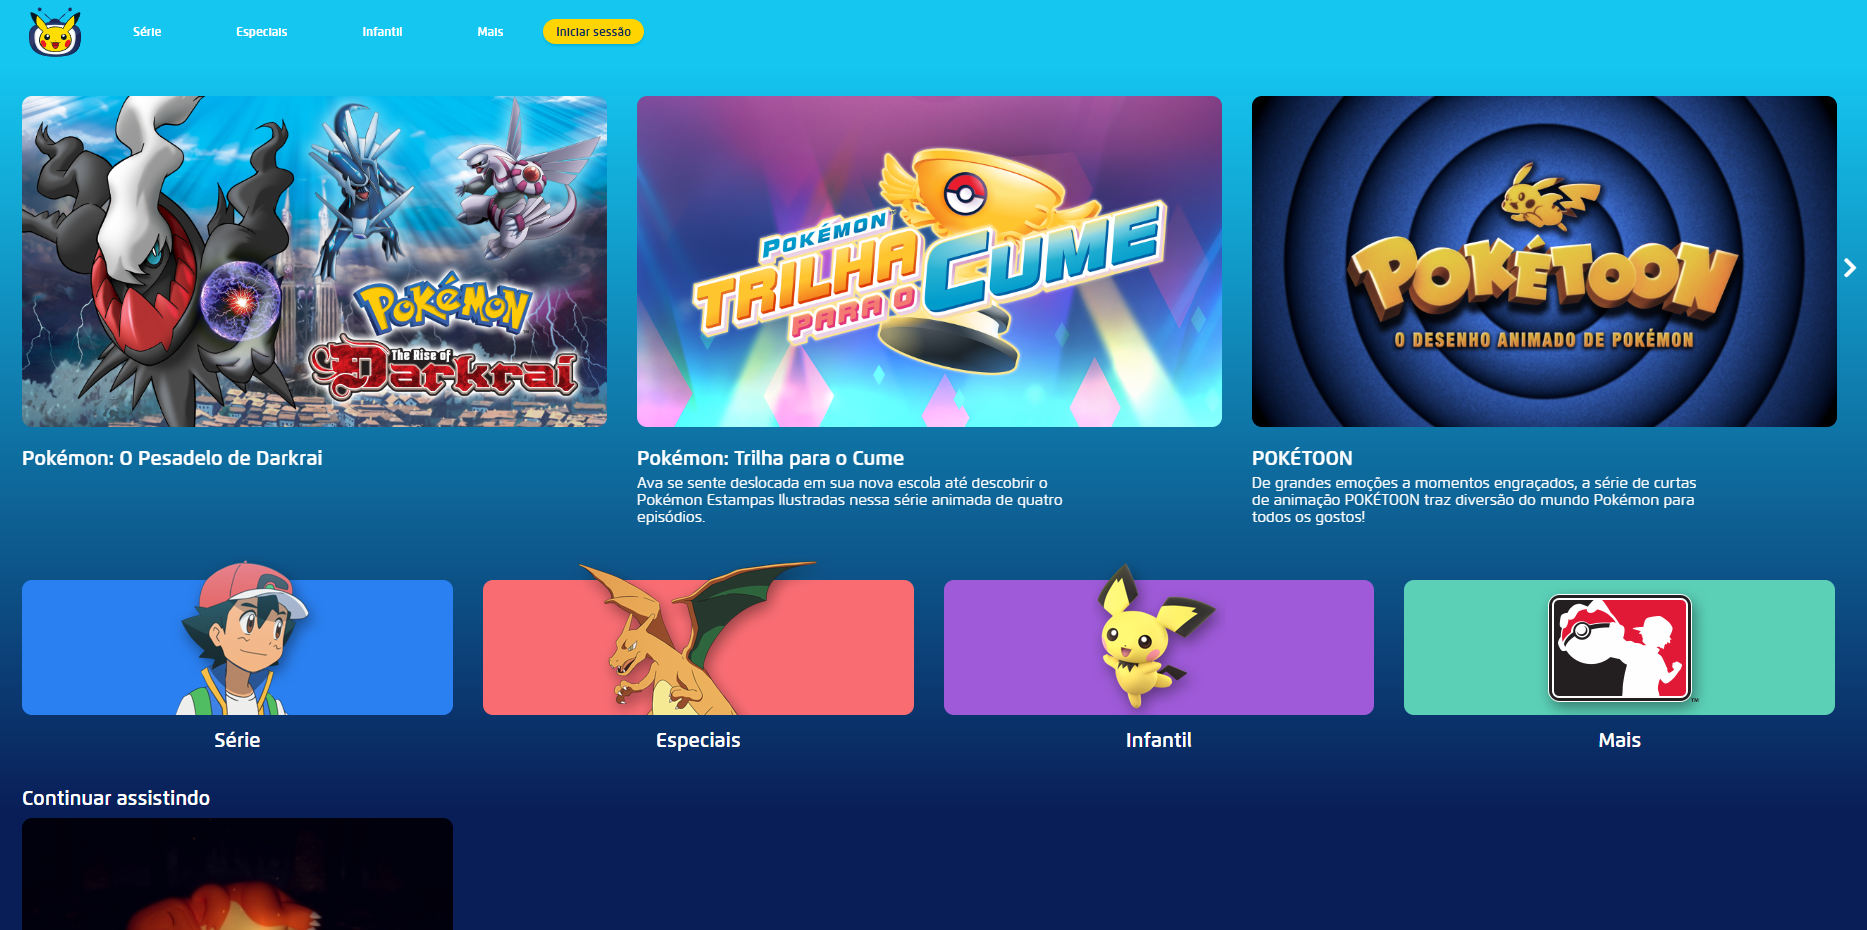 Série
Especiais
Infantil
Mais
Iniciar sessão
POKÉMON
The Rise of
Darkrai
POKÉMON
TRILHA
PARA O
CUME
POKÉTOON
O DESENHO ANIMADO DE POKÉMON
Pokémon: O Pesadelo de Darkrai
Pokémon: Trilha para o Cume
Ava se sente deslocada em sua nova escola até descobrir o
Pokémon Estampas Ilustradas nessa série animada de quatro
episódios.
POKÉTOON
De grandes emoções a momentos engraçados, a série de curtas
de animação POKÉTOON traz diversão do mundo Pokémon para
todos os gostos!
TM
Série
Especiais
Infantil
Mais
Continuar assistindo